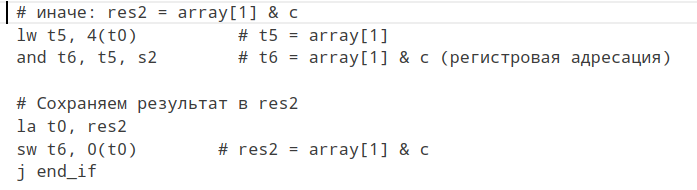 # иначе: res2 = array[1] & c
lw t5, 4(t0)          # t5 = array[1]
and t6, t5, s2        # t6 = array[1] & c (регистровая адресация)
# Сохраняем результат в res2
la t0, res2
sw t6, 0(t0)        # res2 = array[1] & c
j end_if